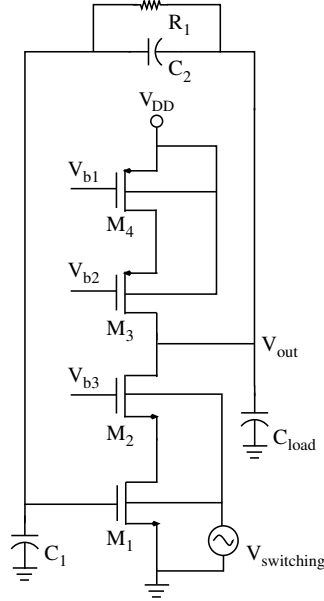 R1
C2
VDD
Vb1
M4
Vb2
M3
Vout
Vb3
M2
Cload
M1
C1
Vswitching